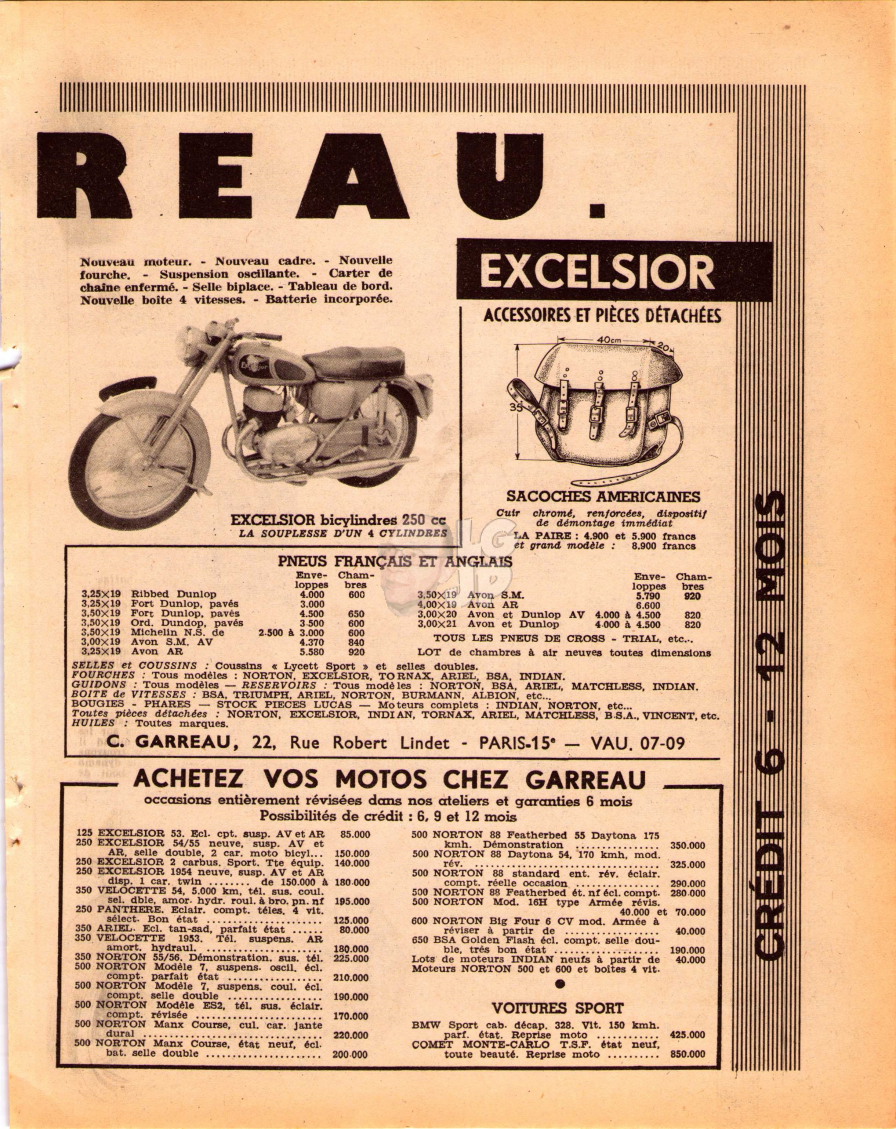 REAU.
Nouveau moteur. - Nouveau cadre. - Nouvelle
fourche. - Suspension oscillante. - Carter de
chaîne enfermé. - Selle biplace. - Tableau de bord.
Nouvelle boîte 4 vitesses. - Batterie incorporée.
EXCELSIOR bicylindres 250 cc
LA SOUPLESSE D'UN 4 CYLINDRES
EXCELSIOR
ACCESSOIRES ET PIÈCES DÉTACHÉES
40cm
20
35
SACOCHES AMERICAINES
Cuir chromé, renforcées, dispositif
de démontage immédiat
LA PAIRE : 4.900 et 5.900 francs
et grand modèle : 8.900 francs
PNEUS FRANÇAIS ET ANGLAIS
Enve- Cham-
loppes bres
3,25×19 Ribbed Dunlop 4.000 600
3,25×19 Fort Dunlop, pavés 3.000
3,50×19 Fort Dunlop, pavés 4.500 650
3,50×19 Ord. Dundop, pavés 3 500 600
3,50×19 Michelin N.S. de 2.500 à 3.000 600
3,00×19 Avon S.M. AV 4.370 840
3,25×19 Avon AR 5.580 920
Enve- Cham-
loppes bres
3,50×19 Avon S.M. 5.790 920
4,00×19 Avon AR 6.600
3,00×20 Avon et Dunlop AV 4.000 à 4.500 820
3,00×21 Avon et Dunlop 4.000 à 4.500 820
TOUS LES PNEUS DE CROSS - TRIAL, etc...
LOT de chambres à air neuves toutes dimensions
SELLES et COUSSINS : Coussins « Lycett Sport » et selles doubles.
FOURCHES : Tous modèles : NORTON, EXCELSIOR, TORNAX, ARIEL, BSA, INDIAN.
GUIDONS : Tous modèles — RESERVOIRS : Tous modèles : NORTON, BSA, ARIEL, MATCHLESS, INDIAN.
BOITE de VITESSES : BSA, TRIUMPH, ARIEL, NORTON, BURMANN, ALBION, etc...
BOUGIES - PHARES — STOCK PIECES LUCAS — Moteurs complets : INDIAN, NORTON, etc...
Toutes pièces détachées : NORTON, EXCELSIOR, INDIAN, TORNAX, ARIEL, MATCHLESS, B.S.A., VINCENT, etc.
HUILES : Toutes marques.
C. GARREAU, 22, Rue Robert Lindet - PARIS-15e — VAU. 07-09
ACHETEZ VOS MOTOS CHEZ GARREAU
occasions entièrement révisées dans nos ateliers et garanties 6 mois
Possibilités de crédit : 6, 9 et 12 mois
125 EXCELSIOR 53. Ecl. cpt. susp. AV et AR 85.000
250 EXCELSIOR 54/55 neuve, susp. AV et
AR, selle double, 2 car. moto bicyl... 150.000
250 EXCELSIOR 2 carbus. Sport. Tte équip. 140.000
250 EXCELSIOR 1954 neuve, susp. AV et AR
disp. 1 car. twin ........ de 150.000 à 180.000
350 VELOCETTE 54, 5.000 km, tél. sus. coul.
sel. dble, amor. hydr. roul. à bro. pn. nf 195.000
250 PANTHERE. Eclair. compt. téles. 4 vit.
sélect. Bon état .................... 125.000
350 ARIEL. Ecl. tan-sad, parfait état ...... 80.000
350 VELOCETTE 1953. Tél. suspens. AR
amort. hydraul. .................... 180.000
350 NORTON 55/56. Démonstration. sus. tél. 225.000
500 NORTON Modèle 7, suspens. oscil. écl.
compt. parfait état .................. 210.000
500 NORTON Modèle 7, suspens. coul. écl.
compt. selle double .................. 190.000
500 NORTON Modèle ES2, tél. sus. éclair.
compt. révisée ...................... 170.000
500 NORTON Manx Course, cul. car. jante
dural .............................. 220.000
500 NORTON Manx Course, état neuf, écl.
bat. selle double .................... 200.000
500 NORTON 88 Featherbed 55 Daytona 175
kmh. Démonstration .............. 350.000
500 NORTON 88 Daytona 54, 170 kmh, mod.
rév. ................................ 325.000
500 NORTON 88 standard ent. rév. éclair.
compt. réelle occasion .............. 290.000
500 NORTON 88 Featherbed ét. nf écl. compt. 280.000
500 NORTON Mod. 16H type Armée révis.
40.000 et 70.000
600 NORTON Big Four 6 CV mod. Armée à
réviser à partir de .................. 40.000
650 BSA Golden Flash écl. compt. selle dou-
ble, très bon état .................. 190.000
Lots de moteurs INDIAN neufs à partir de 40.000
Moteurs NORTON 500 et 600 et boîtes 4 vit.
VOITURES SPORT
BMW Sport cab. décap. 328. Vit. 150 kmh.
parf. état. Reprise moto ............ 425.000
COMET MONTE-CARLO T.S.F. état neuf,
toute beauté. Reprise moto .......... 850.000
CRÉDIT 6 - 12 MOIS